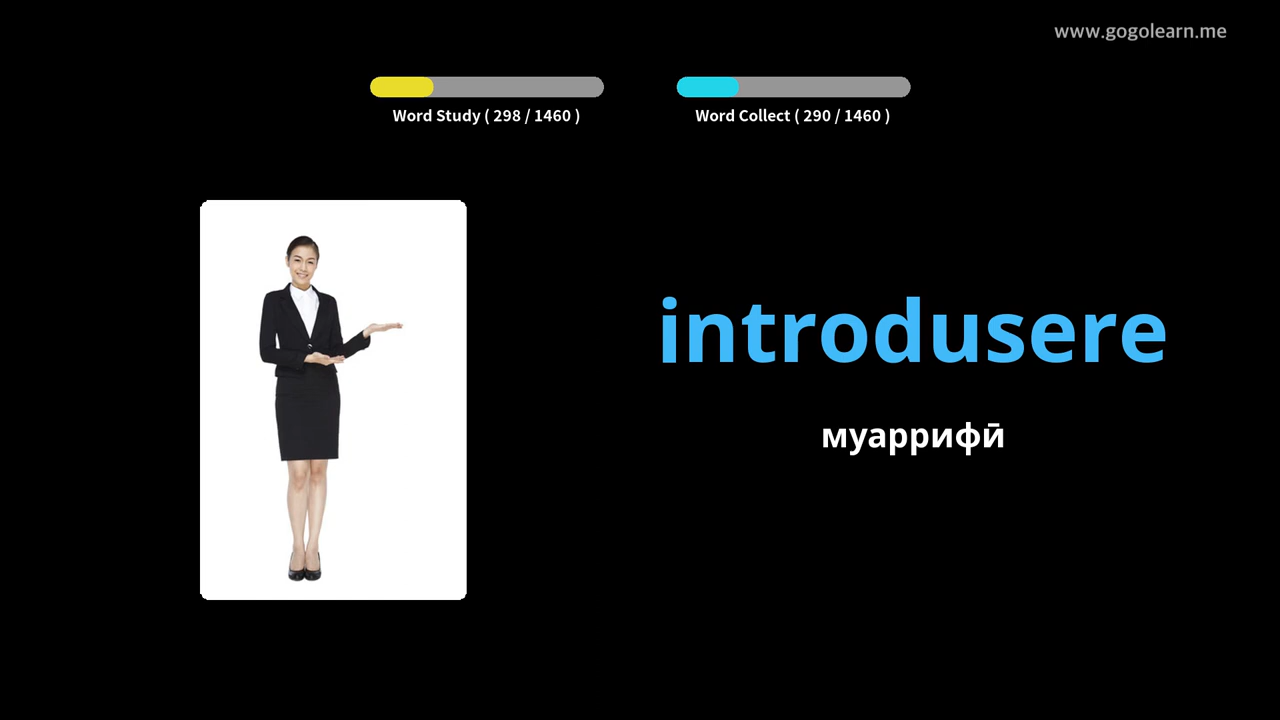 www.gogolearn.me
Word Study ( 298 / 1460 )
Word Collect ( 290 / 1460 )
introdusere
муаррифӣ